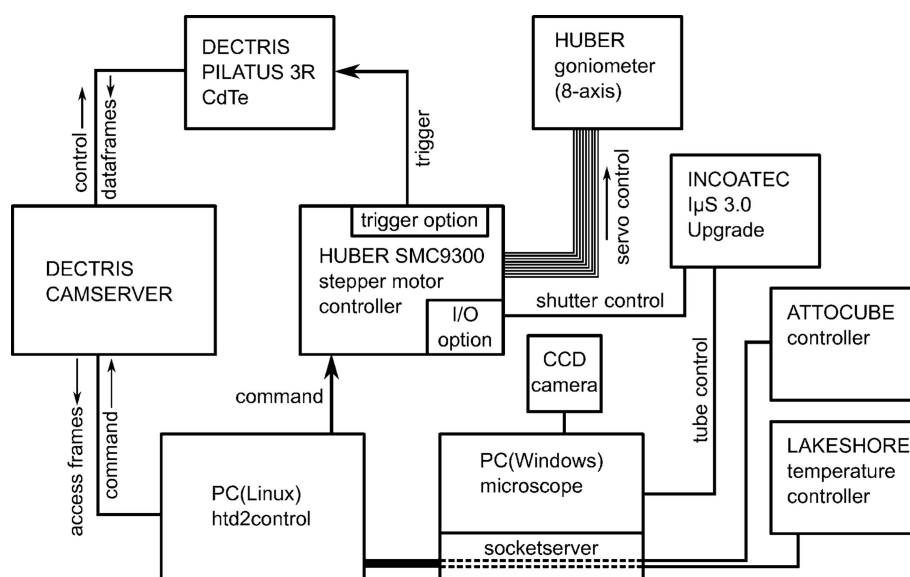 DECTRIS
PILATUS 3R
CdTe
HUBER
goniometer
(8-axis)
control
dataframes
trigger
servo control
INCOATEC
IµS 3.0
Upgrade
trigger option
HUBER SMC9300
stepper motor
controller
I/O
option
DECTRIS
CAMSERVER
shutter control
ATTOCUBE
controller
CCD
camera
tube control
command
access frames
command
PC(Linux)
htd2control
PC(Windows)
microscope
socketserver
LAKESHORE
temperature
controller